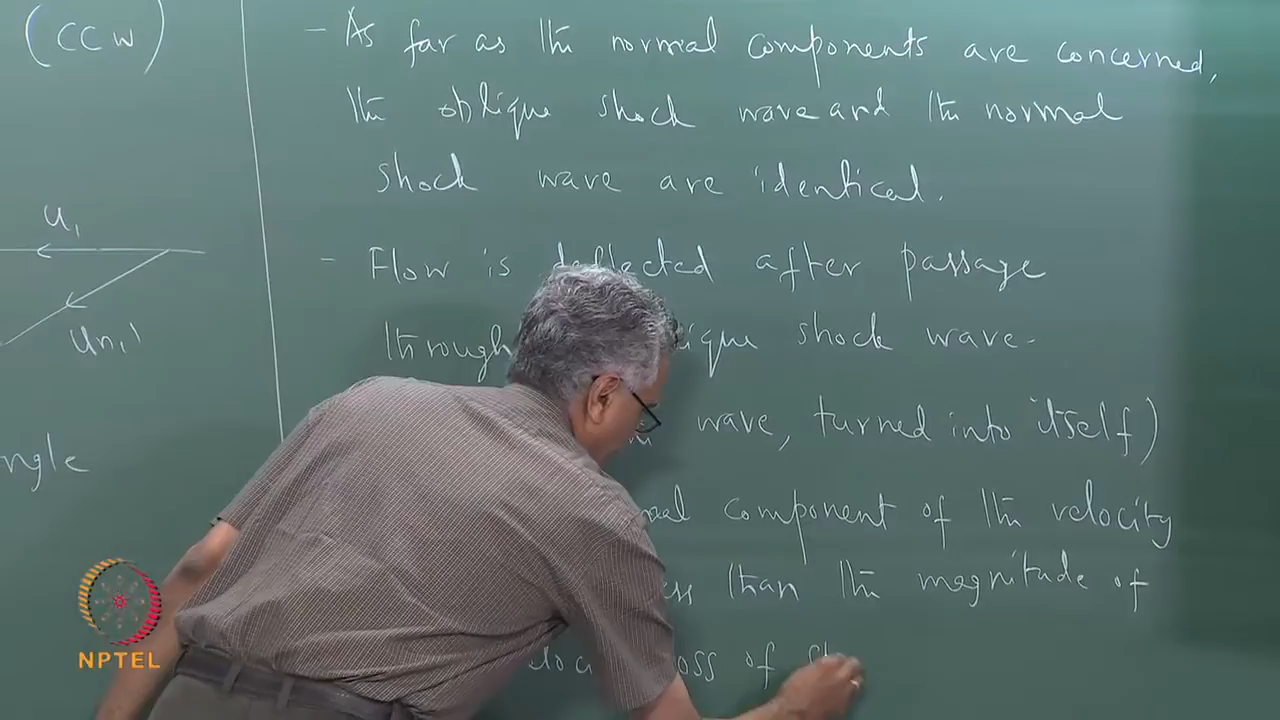 (CCW)
- As far as the normal components are concerned,
the oblique shock wave and the normal
shock wave are identical.
u1
- Flow is deflected after passage
un,1
through shock wave.
wave, turned into itself)
component of the velocity
than the magnitude of
of
NPTEL